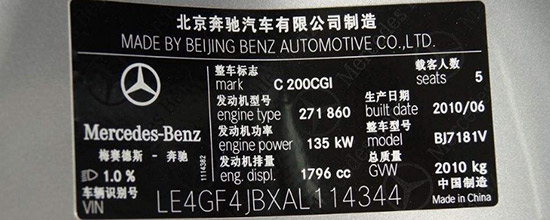 北京奔驰汽车有限公司制造
MADE BY BEIJING BENZ AUTOMOTIVE CO.,LTD.
整车标志 mark C 200CGI
载客人数 seats 5
发动机型号 engine type 271 860
生产日期 built date 2010/06
Mercedes-Benz
发动机功率 engine power 135 kW
整车型号 model BJ7181V
梅赛德斯 - 奔驰
1114382
1.0 %
发动机排量 eng. displ. 1796 cc
总质量 GVW 2010 kg
车辆识别号 VIN LE4GF4JBXAL114344
中国制造 Made in China